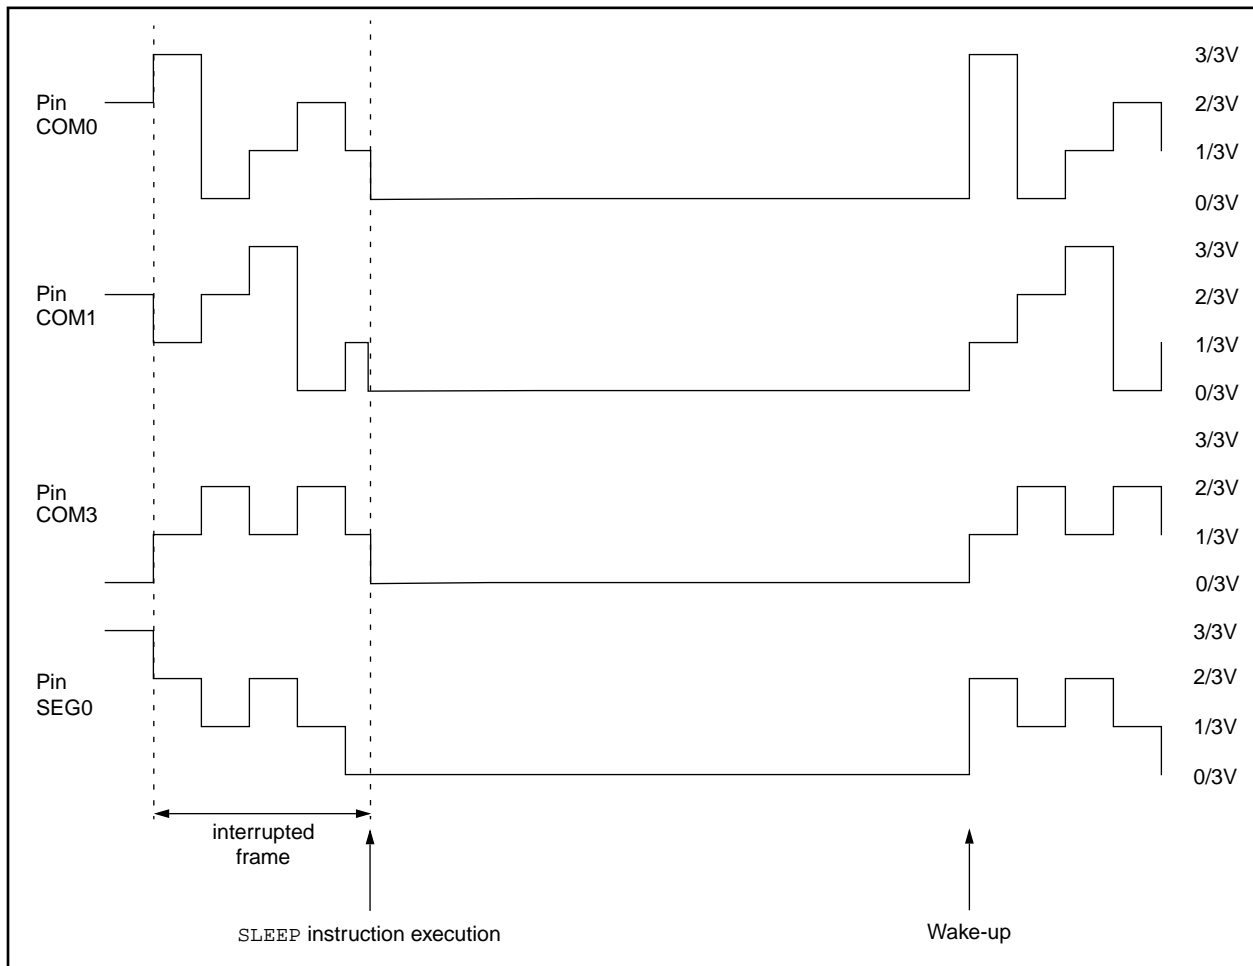 3/3V
Pin
COM0
2/3V
1/3V
0/3V
3/3V
Pin
COM1
2/3V
1/3V
0/3V
3/3V
Pin
COM3
2/3V
1/3V
0/3V
3/3V
Pin
SEG0
2/3V
1/3V
0/3V
interrupted
frame
SLEEP instruction execution
Wake-up